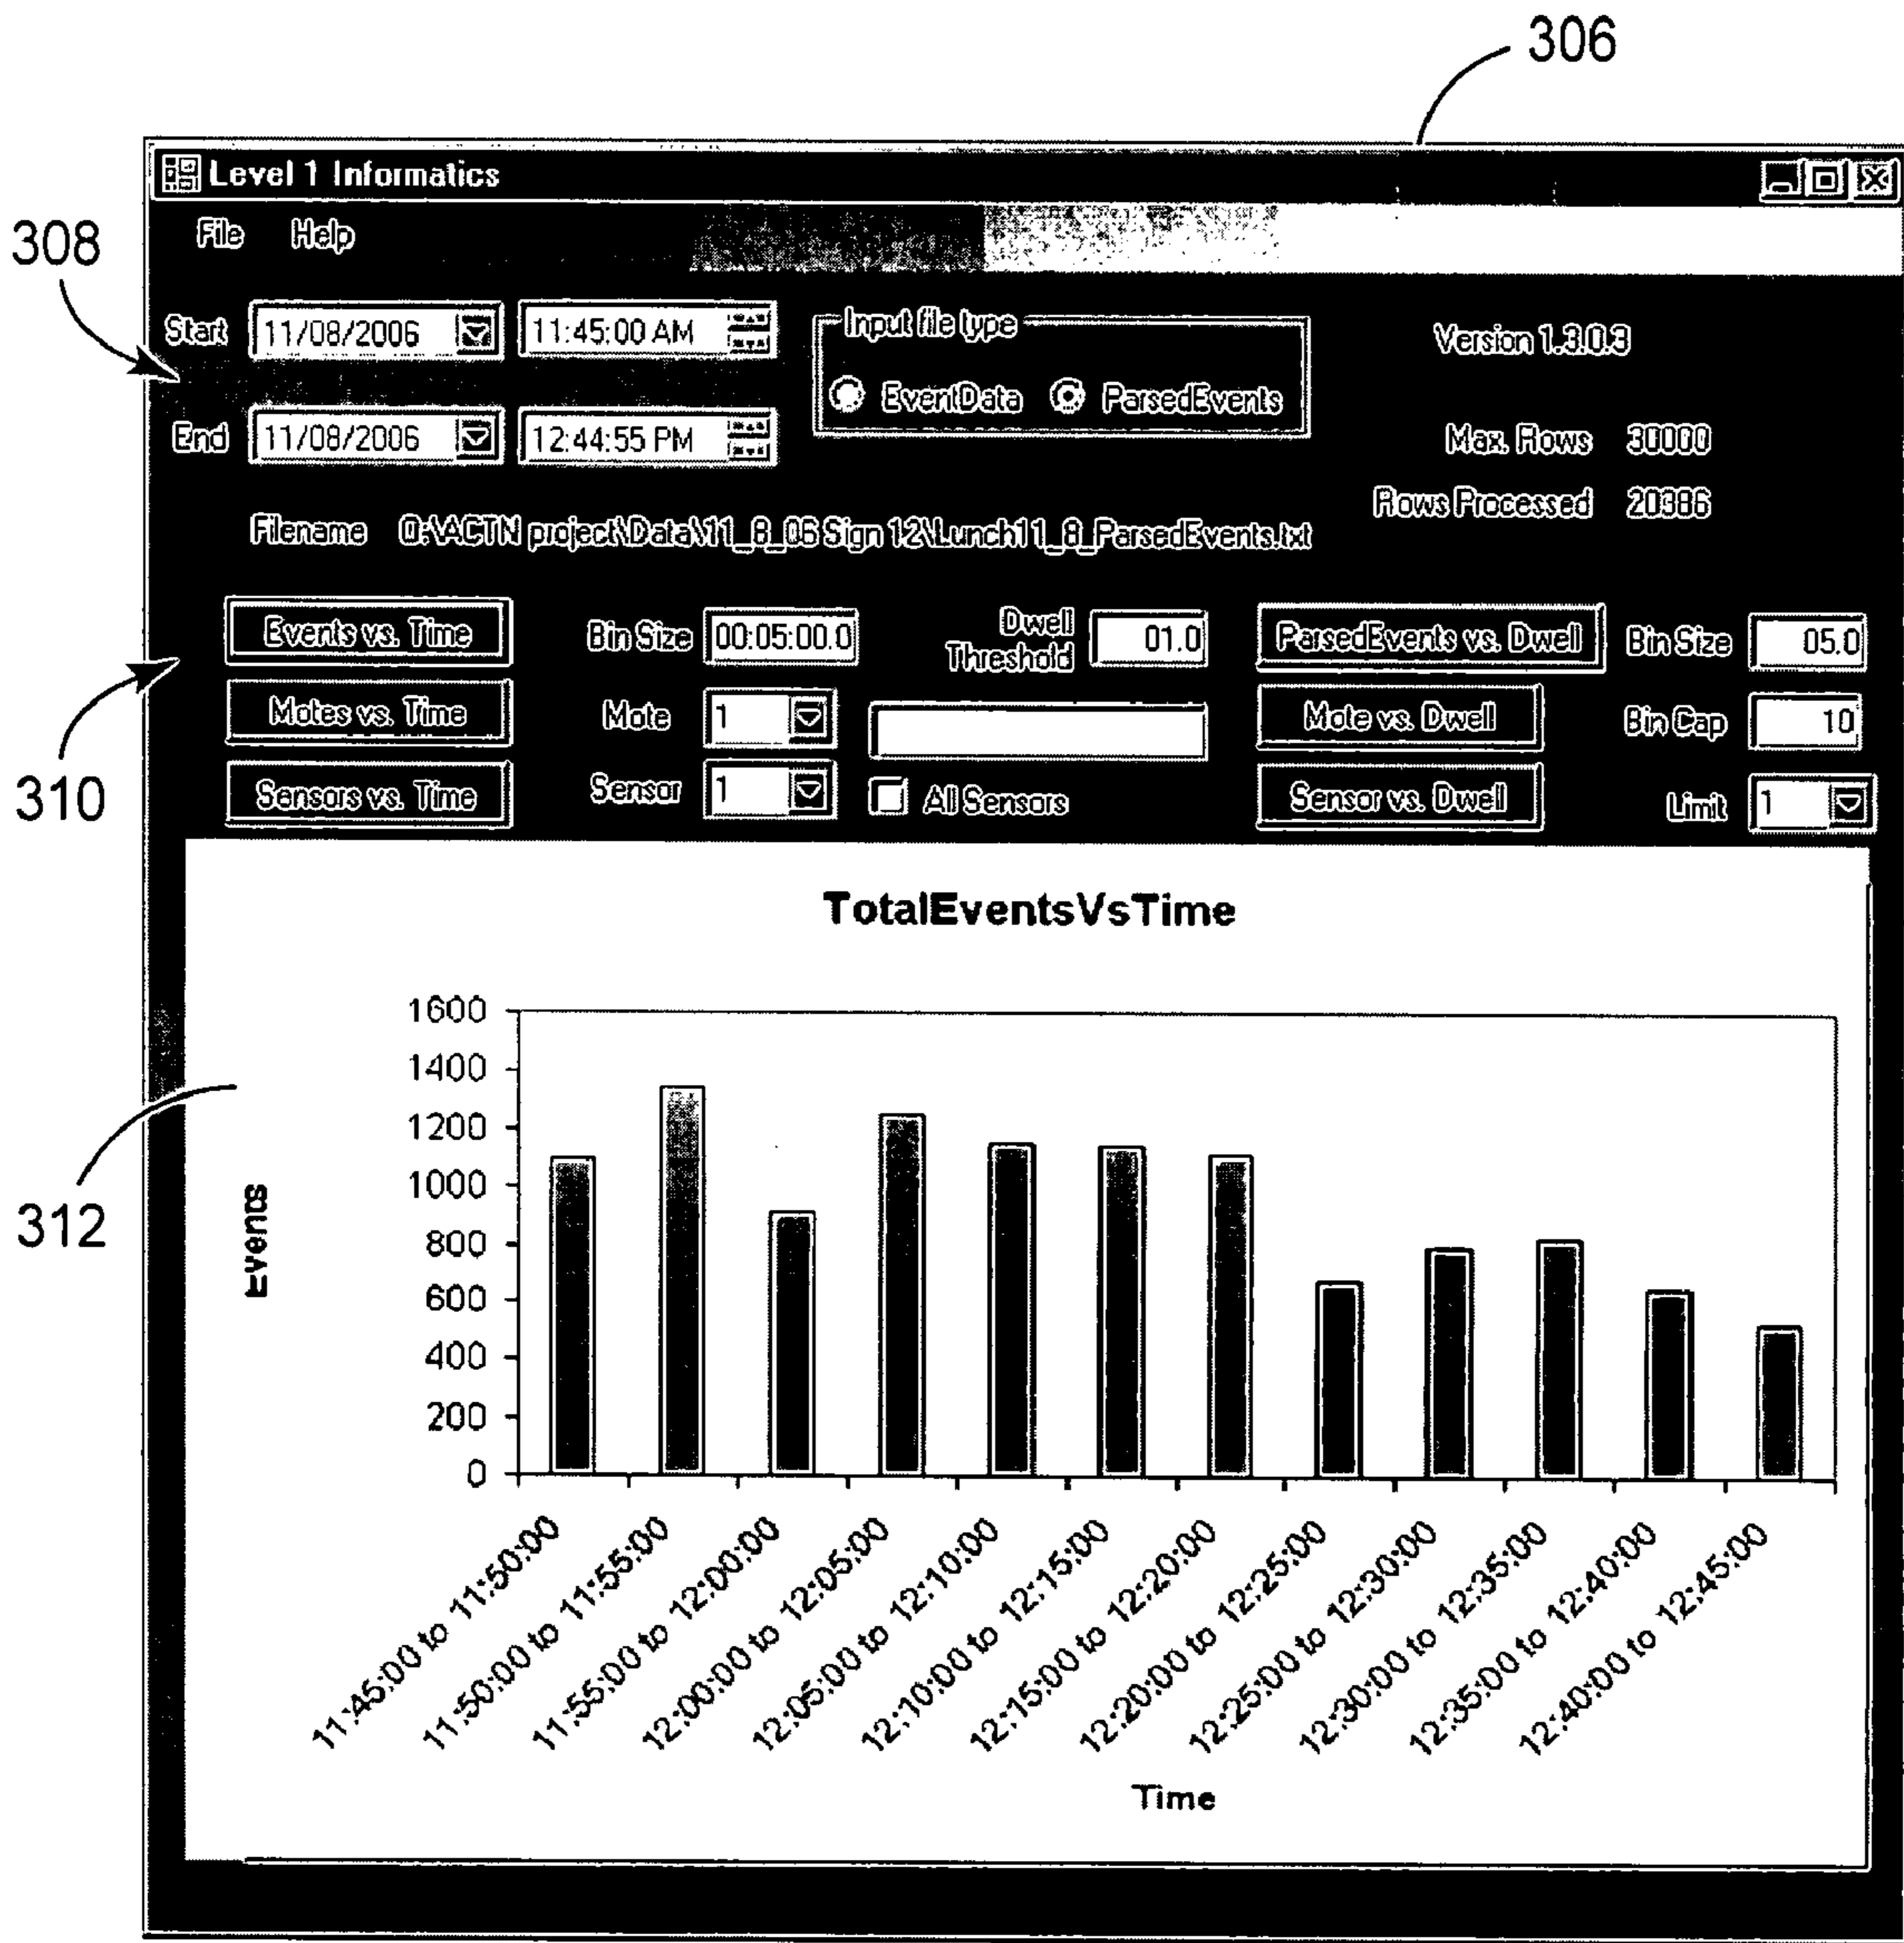 306
Level 1 Informatics
File Help
308
Start 11/08/2006 11:45:00 AM
Input file type
EventData ParsedEvents
Version 1.3.0.3
End 11/08/2006 12:44:55 PM
Max. Rows 30000
Rows Processed 20386
Filename Q:\ACTN project\Data\11_8_06 Sign 12\Lunch11_8_ParsedEvents.txt
310
Events vs. Time Bin Size 00:05:00.0 Dwell Threshold 01.0 ParsedEvents vs. Dwell Bin Size 05.0
Motes vs. Time Mote 1 Mote vs. Dwell Bin Cap 10
Sensors vs. Time Sensor 1 All Sensors Sensor vs. Dwell Limit 1
312
TotalEventsVsTime
Events
1600
1400
1200
1000
800
600
400
200
0
11:45:00 to 11:50:00
11:50:00 to 11:55:00
11:55:00 to 12:00:00
12:00:00 to 12:05:00
12:05:00 to 12:10:00
12:10:00 to 12:15:00
12:15:00 to 12:20:00
12:20:00 to 12:25:00
12:25:00 to 12:30:00
12:30:00 to 12:35:00
12:35:00 to 12:40:00
12:40:00 to 12:45:00
Time